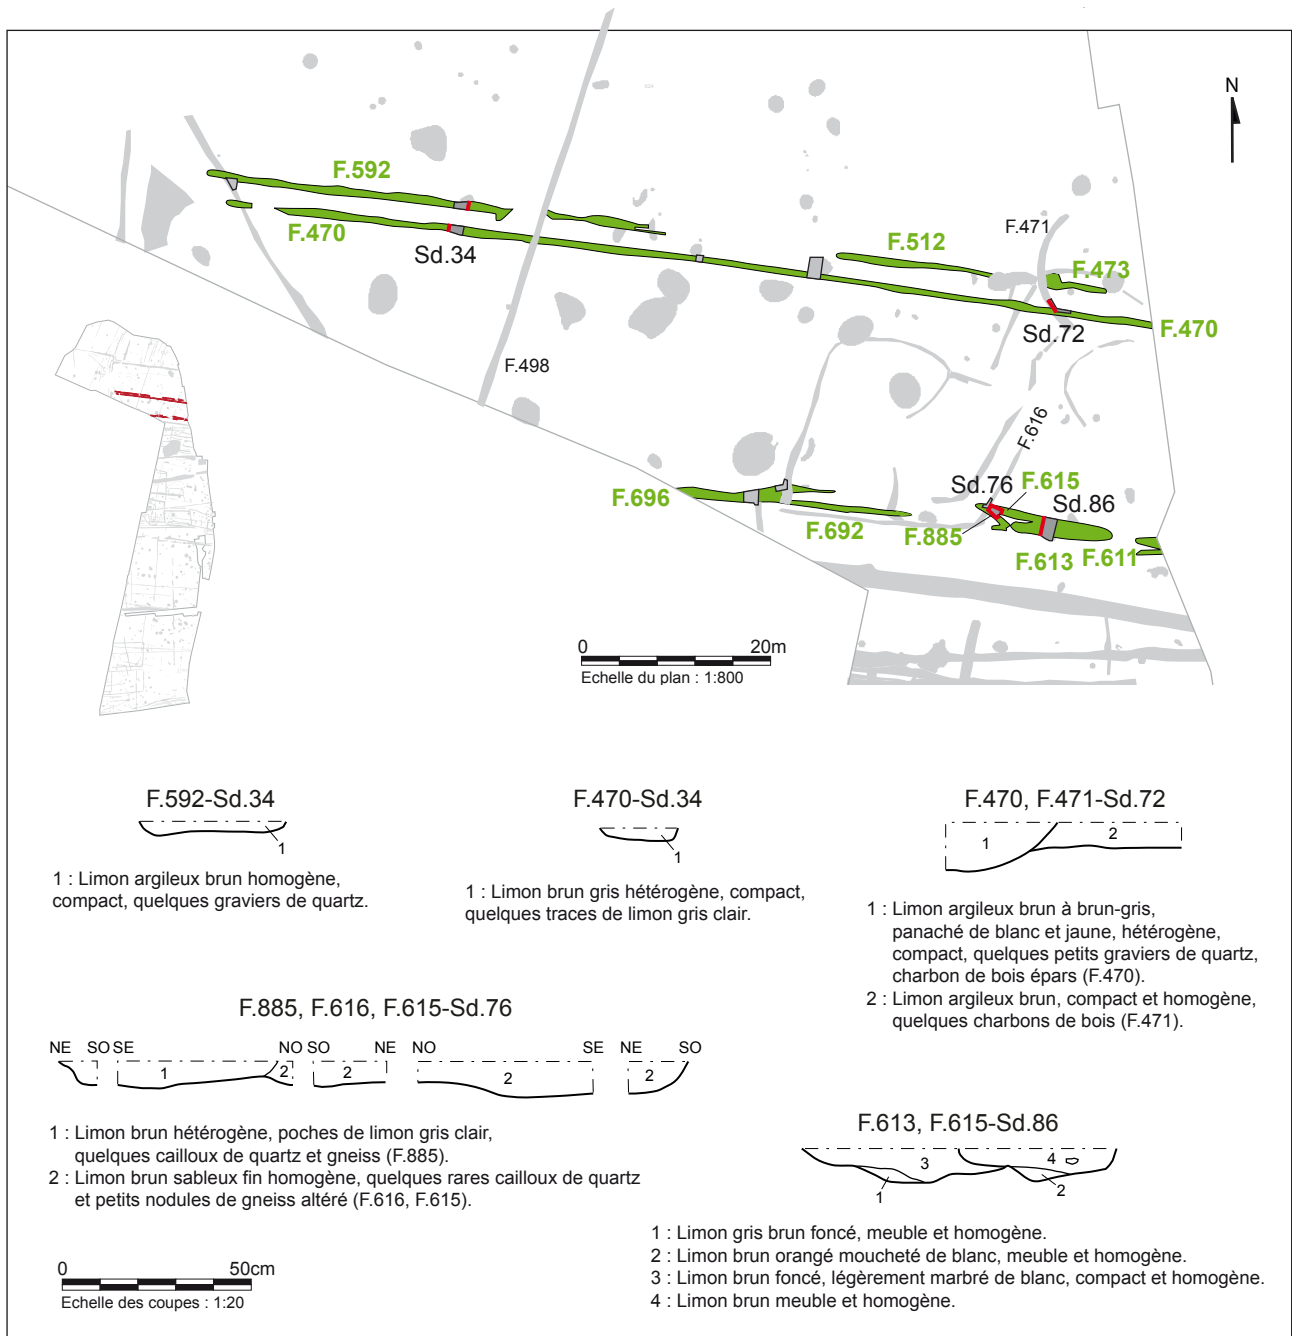 N
F.592
F.471
F.470
Sd.34
F.512
F.473
F.470
Sd.72
F.498
F.616
Sd.76
F.615
Sd.86
F.696
F.692
F.885
F.613
F.611
0 20m
Echelle du plan : 1:800
F.592-Sd.34
1
1 : Limon argileux brun homogène,
compact, quelques graviers de quartz.
F.470-Sd.34
1
1 : Limon brun gris hétérogène, compact,
quelques traces de limon gris clair.
F.470, F.471-Sd.72
1 2
1 : Limon argileux brun à brun-gris,
panaché de blanc et jaune, hétérogène,
compact, quelques petits graviers de quartz,
charbon de bois épars (F.470).
2 : Limon argileux brun, compact et homogène,
quelques charbons de bois (F.471).
F.885, F.616, F.615-Sd.76
NE SO SE NO SO NE NO SE NE SO
1 2 2 2 2
1 : Limon brun hétérogène, poches de limon gris clair,
quelques cailloux de quartz et gneiss (F.885).
2 : Limon brun sableux fin homogène, quelques rares cailloux de quartz
et petits nodules de gneiss altéré (F.616, F.615).
F.613, F.615-Sd.86
3 4
1 2
1 : Limon gris brun foncé, meuble et homogène.
2 : Limon brun orangé moucheté de blanc, meuble et homogène.
3 : Limon brun foncé, légèrement marbré de blanc, compact et homogène.
4 : Limon brun meuble et homogène.
0 50cm
Echelle des coupes : 1:20